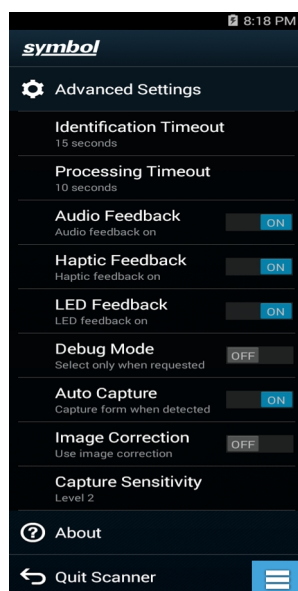 8:18 PM
symbol
Advanced Settings
Identification Timeout
15 seconds
Processing Timeout
10 seconds
Audio Feedback
Audio feedback on
ON
Haptic Feedback
Haptic feedback on
ON
LED Feedback
LED feedback on
ON
Debug Mode
Select only when requested
OFF
Auto Capture
Capture form when detected
ON
Image Correction
Use image correction
OFF
Capture Sensitivity
Level 2
About
Quit Scanner